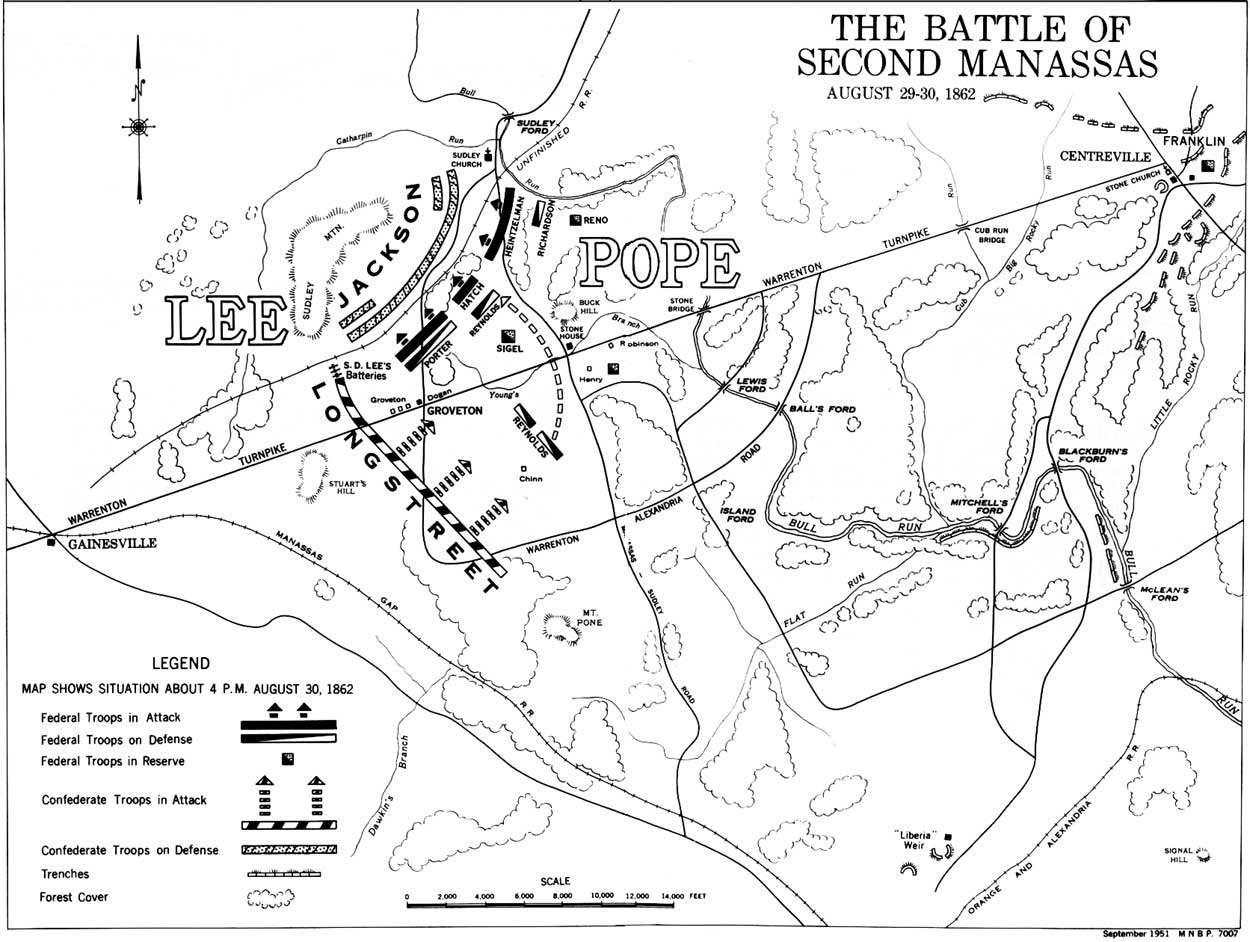 THE BATTLE OF
SECOND MANASSAS
AUGUST 29-30, 1862
N
Bull
R.R.
SUDLEY
FORD
UNFINISHED
Catharpin
Run
SUDLEY
CHURCH
Run
FRANKLIN
CENTREVILLE
STONE CHURCH
Run
Run
JACKSON
MTN.
SUDLEY
HEINTZELMAN
RICHARDSON
RENO
POPE
LEE
TURNPIKE
CUB RUN
BRIDGE
Big
Rocky
Cub
WARRENTON
HATCH
REYNOLDS
PORTER
SIGEL
BUCK
HILL
STONE
HOUSE
STONE
BRIDGE
Branch
Robinson
Henry
S. D. LEE'S
Batteries
LONGSTREET
Groveton
Dogan
GROVETON
Young's
REYNOLDS
Chinn
LEWIS
FORD
BALL'S FORD
RUN
ROCKY
LITTLE
TURNPIKE
STUART'S
HILL
WARRENTON
GAINESVILLE
MANASSAS
GAP
R.R.
WARRENTON
ALEXANDRIA
ROAD
ISLAND
FORD
BULL
RUN
MITCHELL'S
FORD
BLACKBURN'S
FORD
BULL
McLEAN'S
FORD
RUN
FLAT
RUN
SUDLEY
ROAD
MT.
PONE
Dawkin's
Branch
LEGEND
MAP SHOWS SITUATION ABOUT 4 P.M. AUGUST 30, 1862
Federal Troops in Attack
Federal Troops on Defense
Federal Troops in Reserve
Confederate Troops in Attack
Confederate Troops on Defense
Trenches
Forest Cover
SCALE
0 2,000 4,000 6,000 8,000 10,000 12,000 14,000 FEET
"Liberia"
Weir
ORANGE AND ALEXANDRIA R.R.
SIGNAL
HILL
September 1951 M N B P. 7007